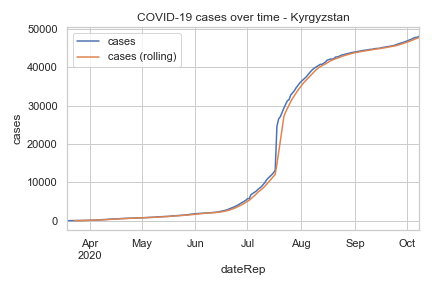 COVID-19 cases over time - Kyrgyzstan
cases
cases (rolling)
50000
40000
30000
20000
10000
0
cases
Apr May Jun Jul Aug Sep Oct
2020
dateRep